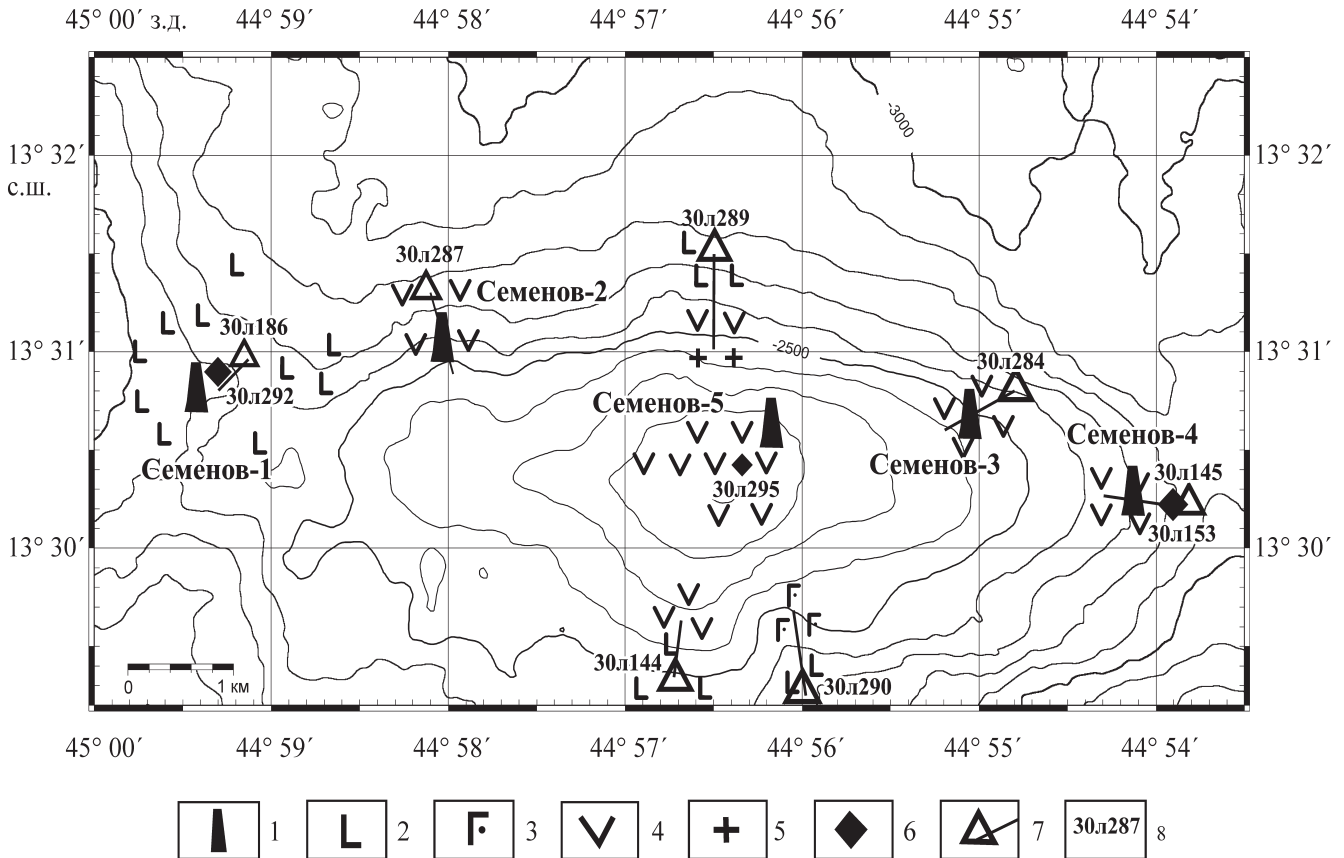 45° 00′ з.д. 44° 59′ 44° 58′ 44° 57′ 44° 56′ 44° 55′ 44° 54′
-3000
13° 32′ 13° 32′
с.ш.
30л289
30л287
Семенов-2
30л186
13° 31′ -2500 13° 31′
30л284
30л292
Семенов-5
Семенов-4
Семенов-1 Семенов-3 30л145
30л295
30л153
13° 30′ 13° 30′
30л144
0 1 км
30л290
45° 00′ 44° 59′ 44° 58′ 44° 57′ 44° 56′ 44° 55′ 44° 54′
1 2 3 4 5 6 7 30л287 8